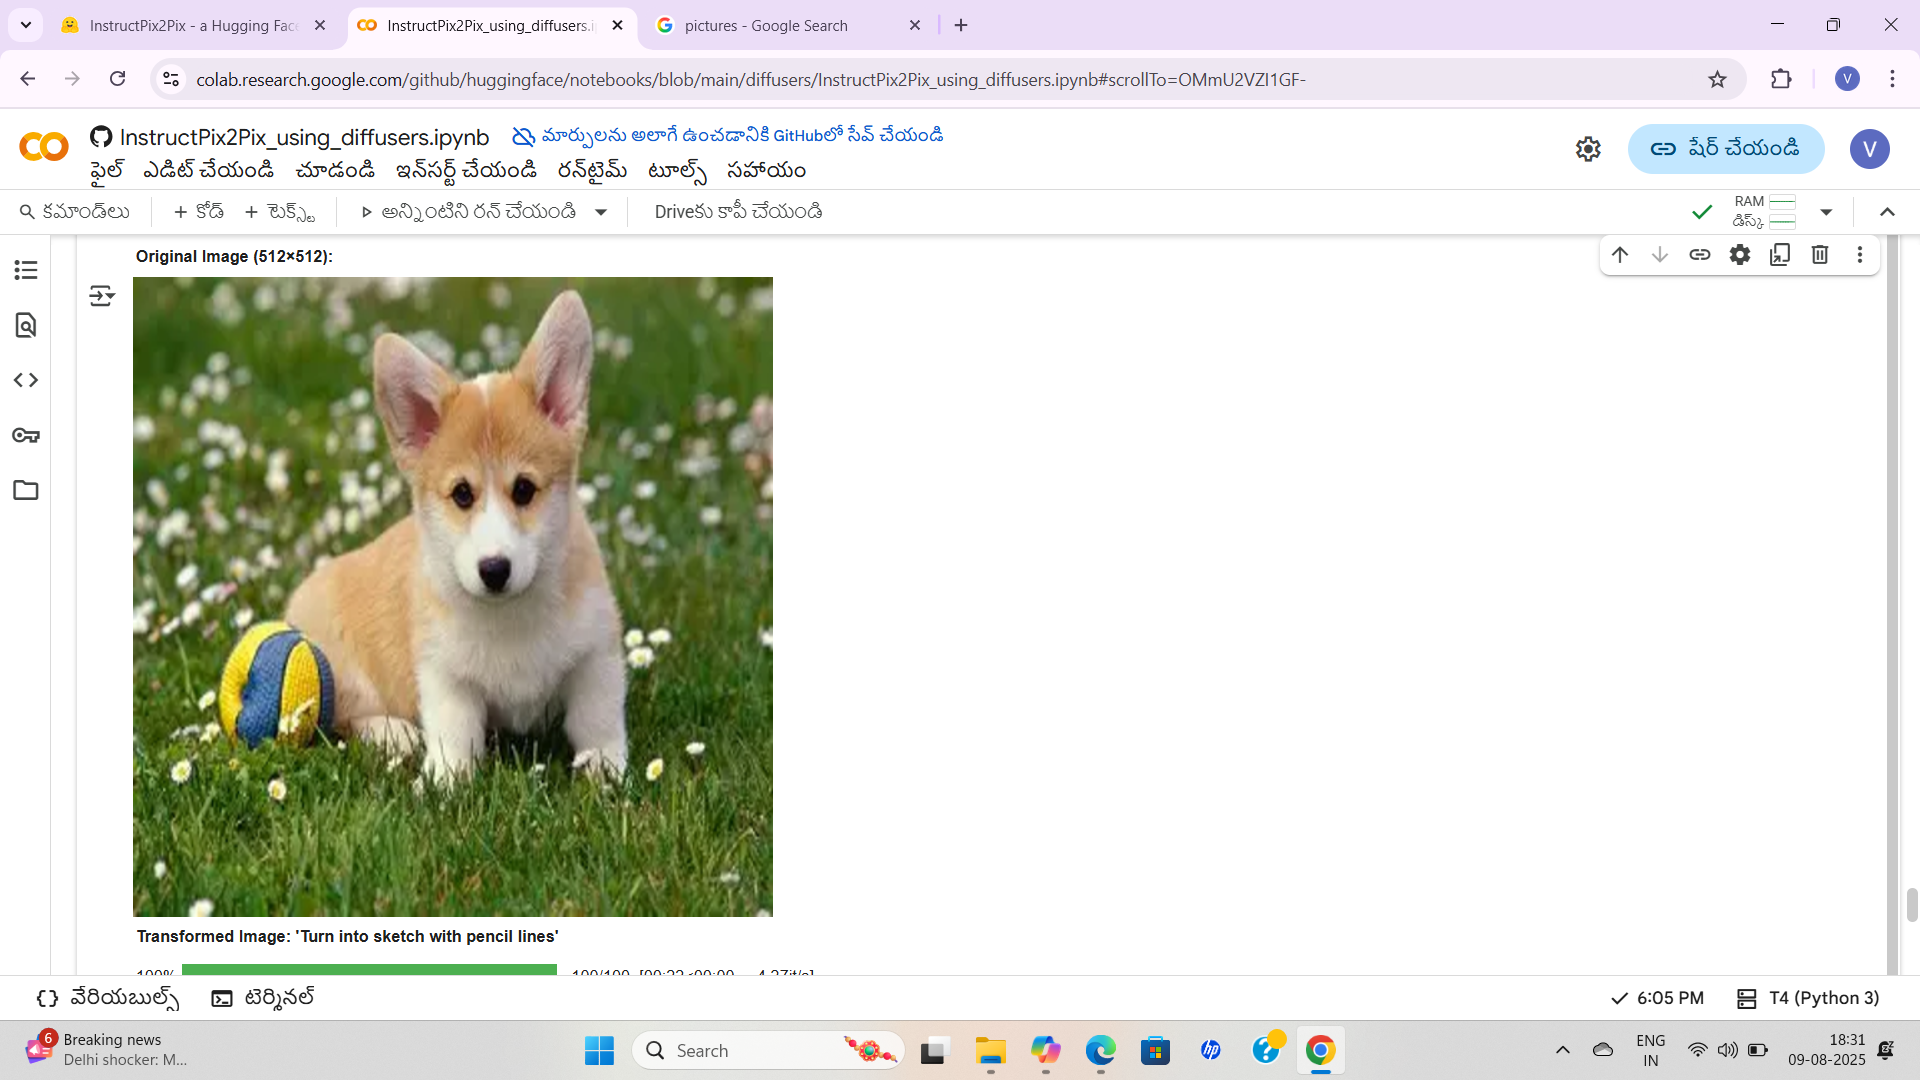 InstructPix2Pix - a Hugging Fac
InstructPix2Pix_using_diffusers.i
pictures - Google Search
colab.research.google.com/github/huggingface/notebooks/blob/main/diffusers/InstructPix2Pix_using_diffusers.ipynb#scrollTo=OMmU2VZI1GF-
V
InstructPix2Pix_using_diffusers.ipynb
మార్పులను అలాగే ఉంచడానికి GitHubలో సేవ్ చేయండి
ఫైల్ ఎడిట్ చేయండి చూడండి ఇన్‌సర్ట్ చేయండి రన్‌టైమ్ టూల్స్ సహాయం
షేర్ చేయండి
V
కమాండ్‌లు + కోడ్ + టెక్స్ట్ అన్నింటిని రన్ చేయండి Driveకు కాపీ చేయండి
RAM
డిస్క్
Original Image (512×512):
Transformed Image: 'Turn into sketch with pencil lines'
100% 100/100 [00:22<00:00, 4.27it/s]
వేరియబుల్స్ టెర్మినల్
6:05 PM T4 (Python 3)
6
Breaking news
Delhi shocker: M...
Search
hp
ENG
IN
18:31
09-08-2025